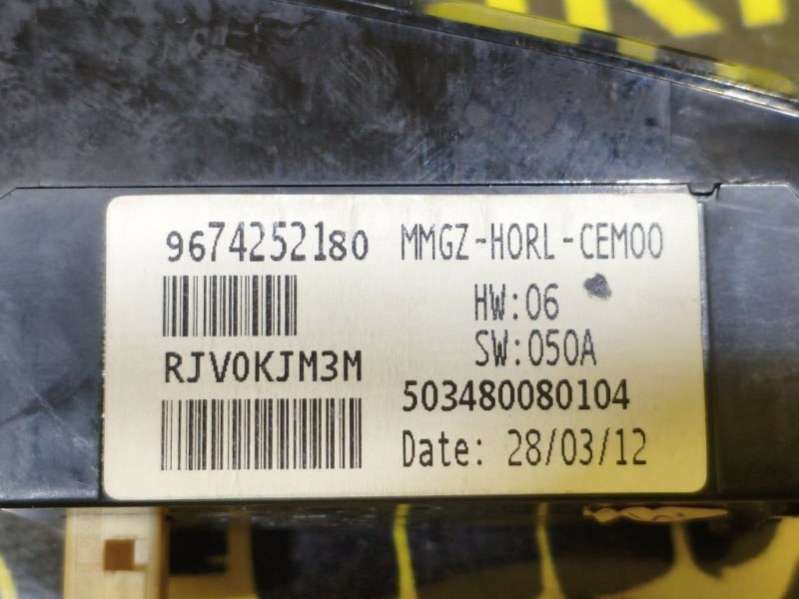 9674252180 MMGZ-HORL-CEM00
HW:06
SW:050A
RJV0KJM3M
503480080104
Date: 28/03/12